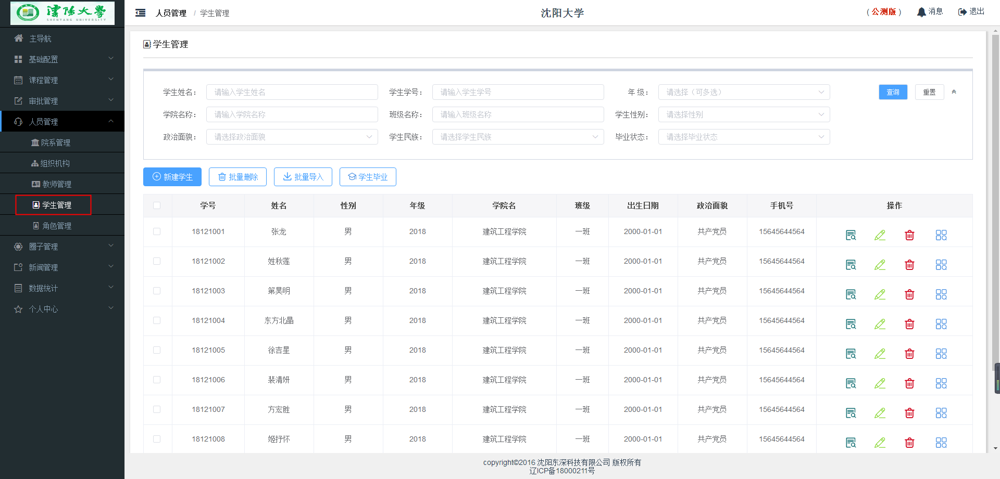 沈阳大学
SHENYANG UNIVERSITY
人员管理 / 学生管理
沈阳大学
（公测版）
消息
退出
主导航
基础配置
课程管理
审批管理
人员管理
院系管理
组织机构
教师管理
学生管理
角色管理
圈子管理
新闻管理
数据统计
个人中心
学生管理
学生姓名： 请输入学生姓名 学生学号： 请输入学生学号 年 级： 请选择（可多选） 查询 重置
学院名称： 请输入学院名称 班级名称： 请输入班级名称 学生性别： 请选择性别
政治面貌： 请选择政治面貌 学生民族： 请选择学生民族 毕业状态： 请选择毕业状态
新建学生 批量删除 批量导入 学生毕业
学号 姓名 性别 年级 学院名 班级 出生日期 政治面貌 手机号 操作
18121001 张龙 男 2018 建筑工程学院 一班 2000-01-01 共产党员 15645644564
18121002 姓秋莲 男 2018 建筑工程学院 一班 2000-01-01 共产党员 15645644564
18121003 第昊明 男 2018 建筑工程学院 一班 2000-01-01 共产党员 15645644564
18121004 东方北晶 男 2018 建筑工程学院 一班 2000-01-01 共产党员 15645644564
18121005 徐吉星 男 2018 建筑工程学院 一班 2000-01-01 共产党员 15645644564
18121006 裴清妍 男 2018 建筑工程学院 一班 2000-01-01 共产党员 15645644564
18121007 方宏胜 男 2018 建筑工程学院 一班 2000-01-01 共产党员 15645644564
18121008 姬抒怀 男 2018 建筑工程学院 一班 2000-01-01 共产党员 15645644564
copyright©2016 沈阳东深科技有限公司 版权所有
辽ICP备18000211号